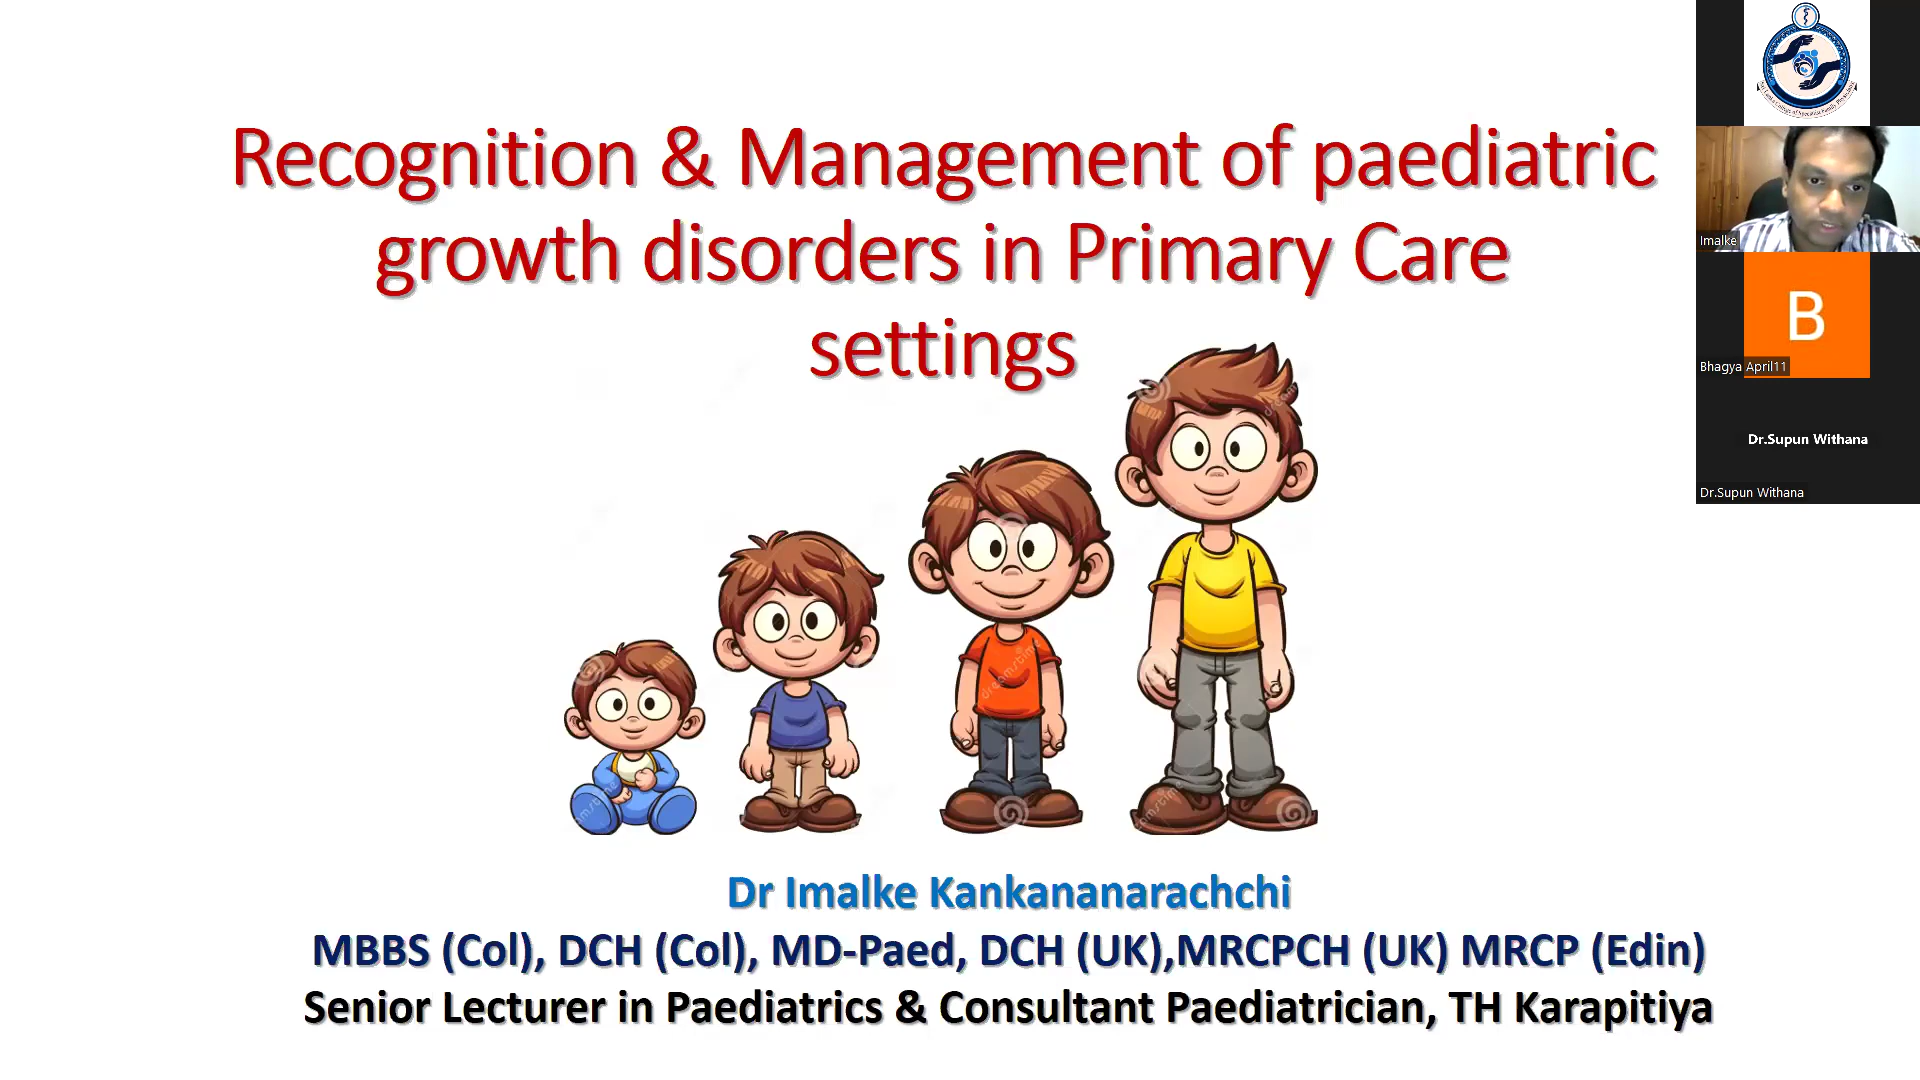 Recognition & Management of paediatric
growth disorders in Primary Care
settings
Dr Imalke Kankananarachchi
MBBS (Col), DCH (Col), MD-Paed, DCH (UK),MRCPCH (UK) MRCP (Edin)
Senior Lecturer in Paediatrics & Consultant Paediatrician, TH Karapitiya
Imalke
B
Bhagya April11
Dr.Supun Withana
Dr.Supun Withana
dreamstime